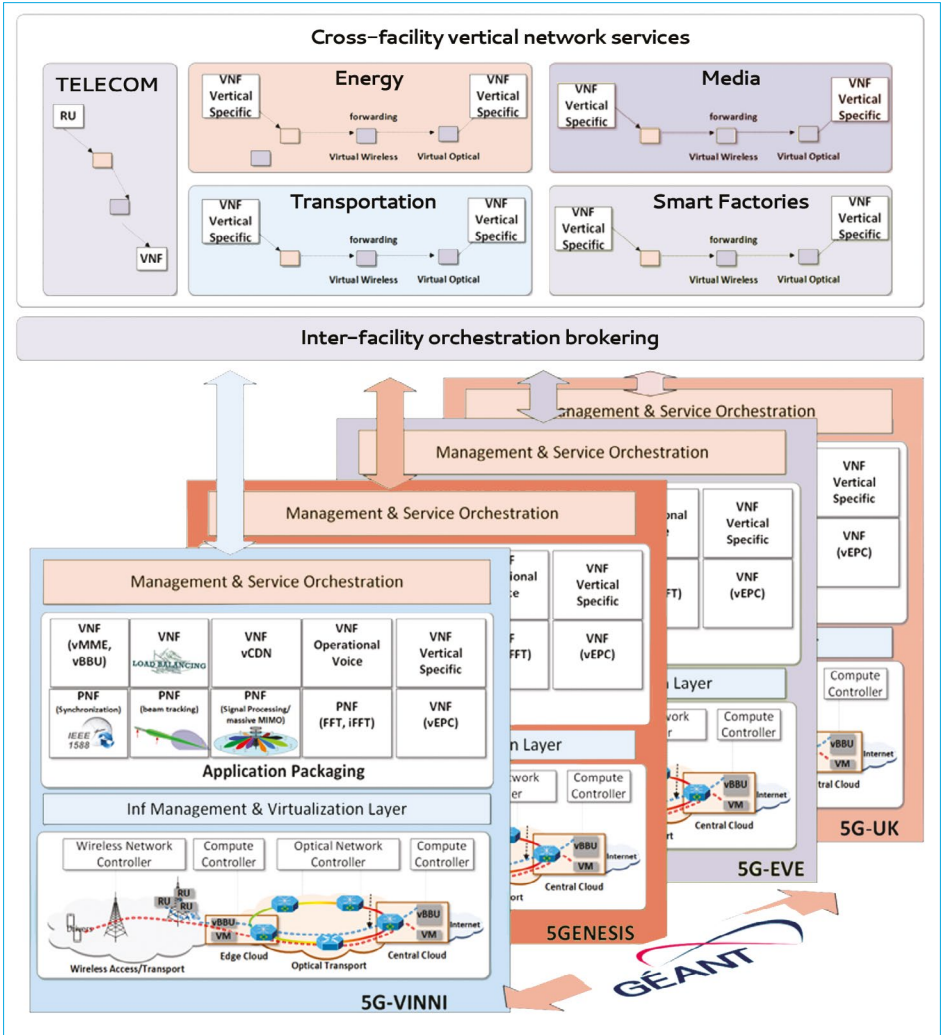 Cross-facility vertical network services
TELECOM
RU
VNF
Energy
VNF
Vertical
Specific
forwarding
Virtual Wireless
Virtual Optical
VNF
Vertical
Specific
Media
VNF
Vertical
Specific
forwarding
Virtual Wireless
Virtual Optical
VNF
Vertical
Specific
Transportation
VNF
Vertical
Specific
forwarding
Virtual Wireless
Virtual Optical
VNF
Vertical
Specific
Smart Factories
VNF
Vertical
Specific
forwarding
Virtual Wireless
Virtual Optical
VNF
Vertical
Specific
Inter-facility orchestration brokering
Management & Service Orchestration
VNF
(vMME,
vBBU)
VNF
LOAD BALANCING
VNF
vCDN
VNF
Operational
Voice
VNF
Vertical
Specific
PNF
(Synchronization)
IEEE
1588
PNF
(beam tracking)
PNF
(Signal Processing/
massive MIMO)
PNF
(FFT, iFFT)
VNF
(vEPC)
Application Packaging
Inf Management & Virtualization Layer
Wireless Network
Controller
Compute
Controller
Optical Network
Controller
Compute
Controller
RU
RU
RU
vBBU
VM
vBBU
VM
Internet
Wireless Access/Transport
Edge Cloud
Optical Transport
Central Cloud
5G-VINNI
Management & Service Orchestration
VNF
Vertical
Specific
VNF
(vEPC)
Layer
Compute
Controller
vBBU
VM
Internet
Central Cloud
5GENESIS
Management & Service Orchestration
VNF
Vertical
Specific
VNF
(vEPC)
Layer
Compute
Controller
vBBU
VM
Internet
Central Cloud
5G-EVE
& Service Orchestration
VNF
Vertical
Specific
VNF
(vEPC)
Compute
Controller
vBBU
VM
Internet
Cloud
5G-UK
GÉANT